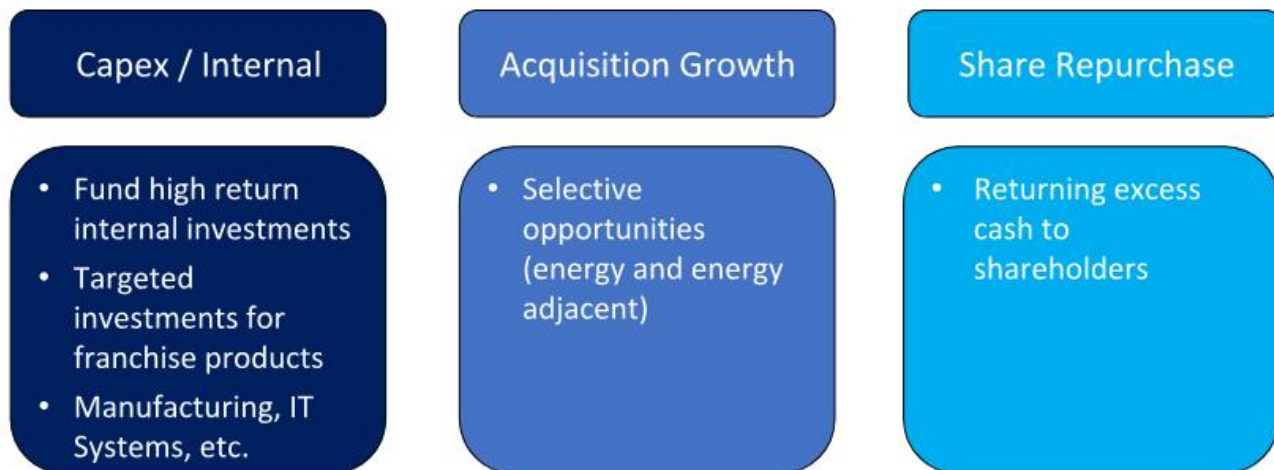 Capex / Internal
Acquisition Growth
Share Repurchase
• Fund high return
internal investments
• Targeted
investments for
franchise products
• Manufacturing, IT
Systems, etc.
• Selective
opportunities
(energy and energy
adjacent)
• Returning excess
cash to
shareholders